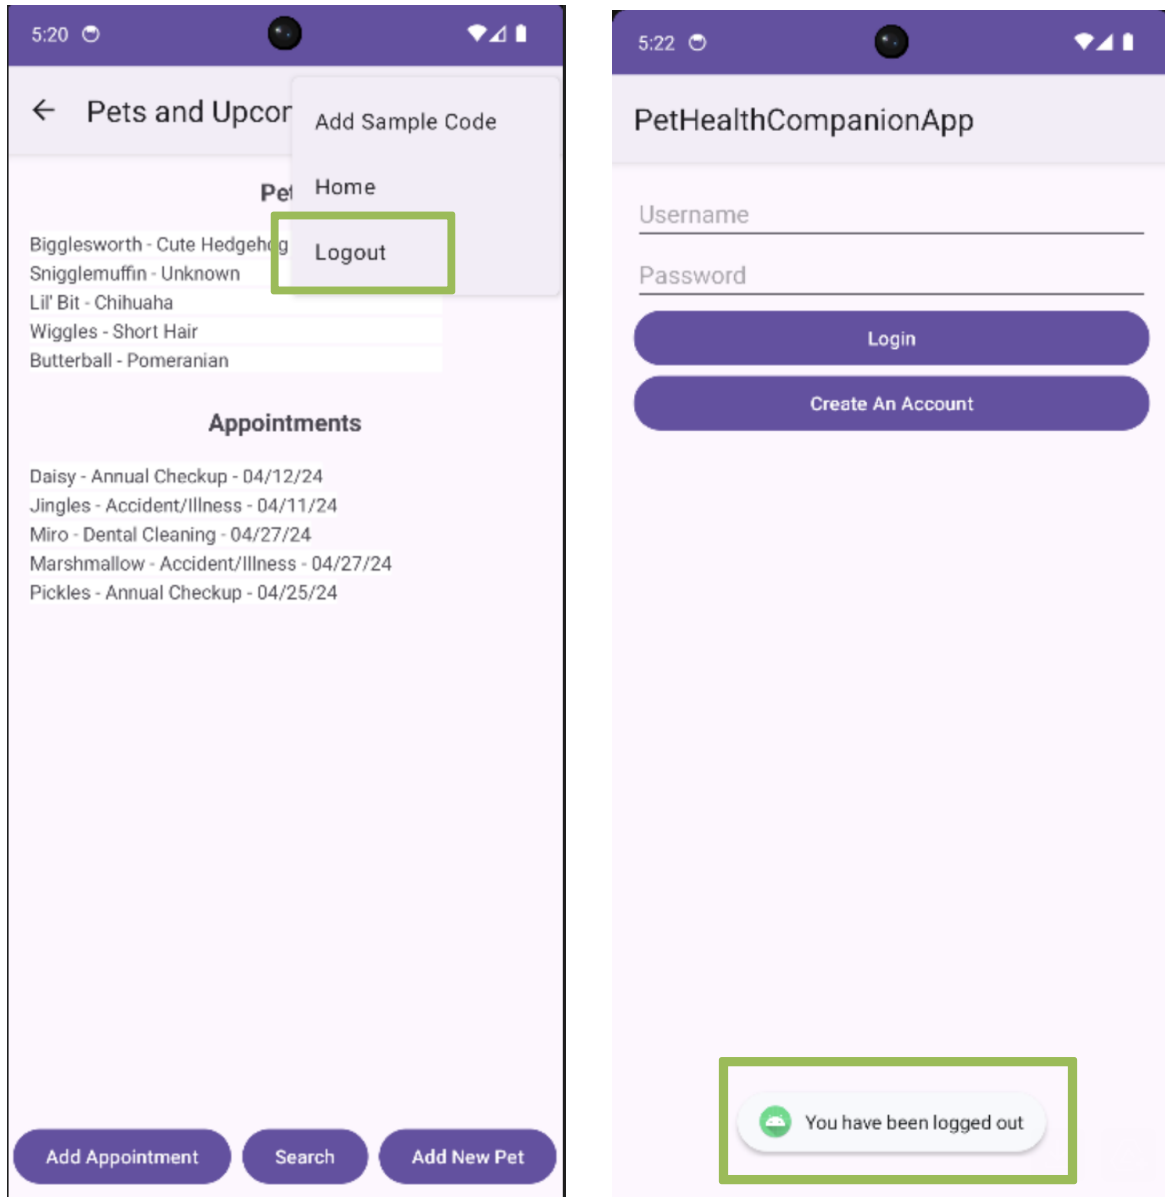 5:20
Pets and Upcor
Add Sample Code
Home
Logout
Pet
Bigglesworth - Cute Hedgehog
Snigglemuffin - Unknown
Lil' Bit - Chihuaha
Wiggles - Short Hair
Butterball - Pomeranian
Appointments
Daisy - Annual Checkup - 04/12/24
Jingles - Accident/Illness - 04/11/24
Miro - Dental Cleaning - 04/27/24
Marshmallow - Accident/Illness - 04/27/24
Pickles - Annual Checkup - 04/25/24
Add Appointment
Search
Add New Pet
5:22
PetHealthCompanionApp
Username
Password
Login
Create An Account
You have been logged out